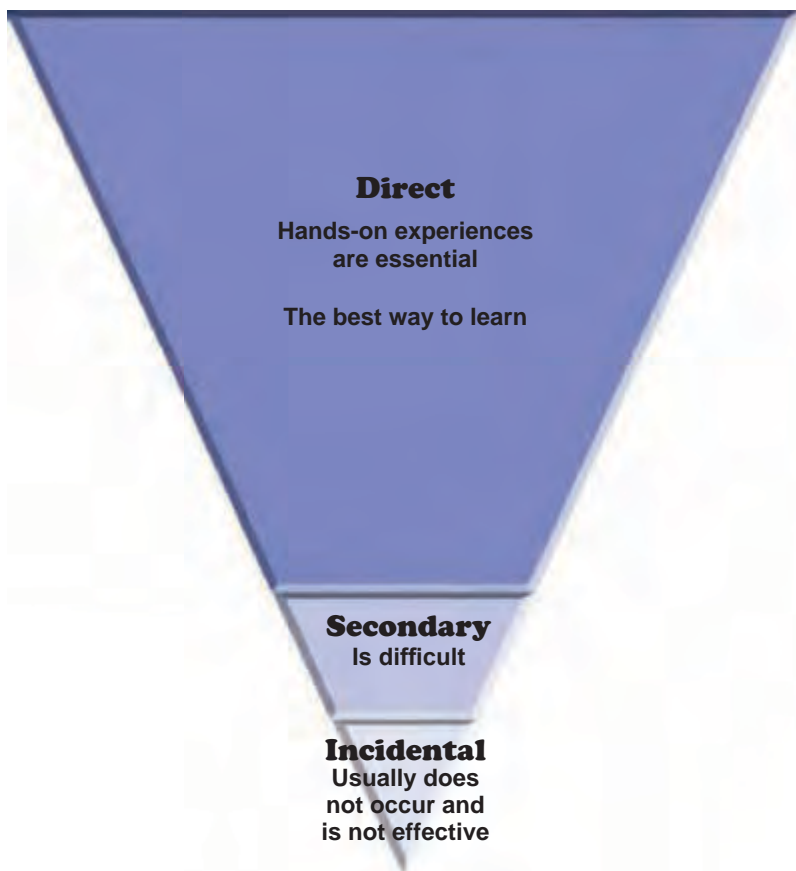 Direct
Hands-on experiences
are essential
The best way to learn
Secondary
Is difficult
Incidental
Usually does
not occur and
is not effective